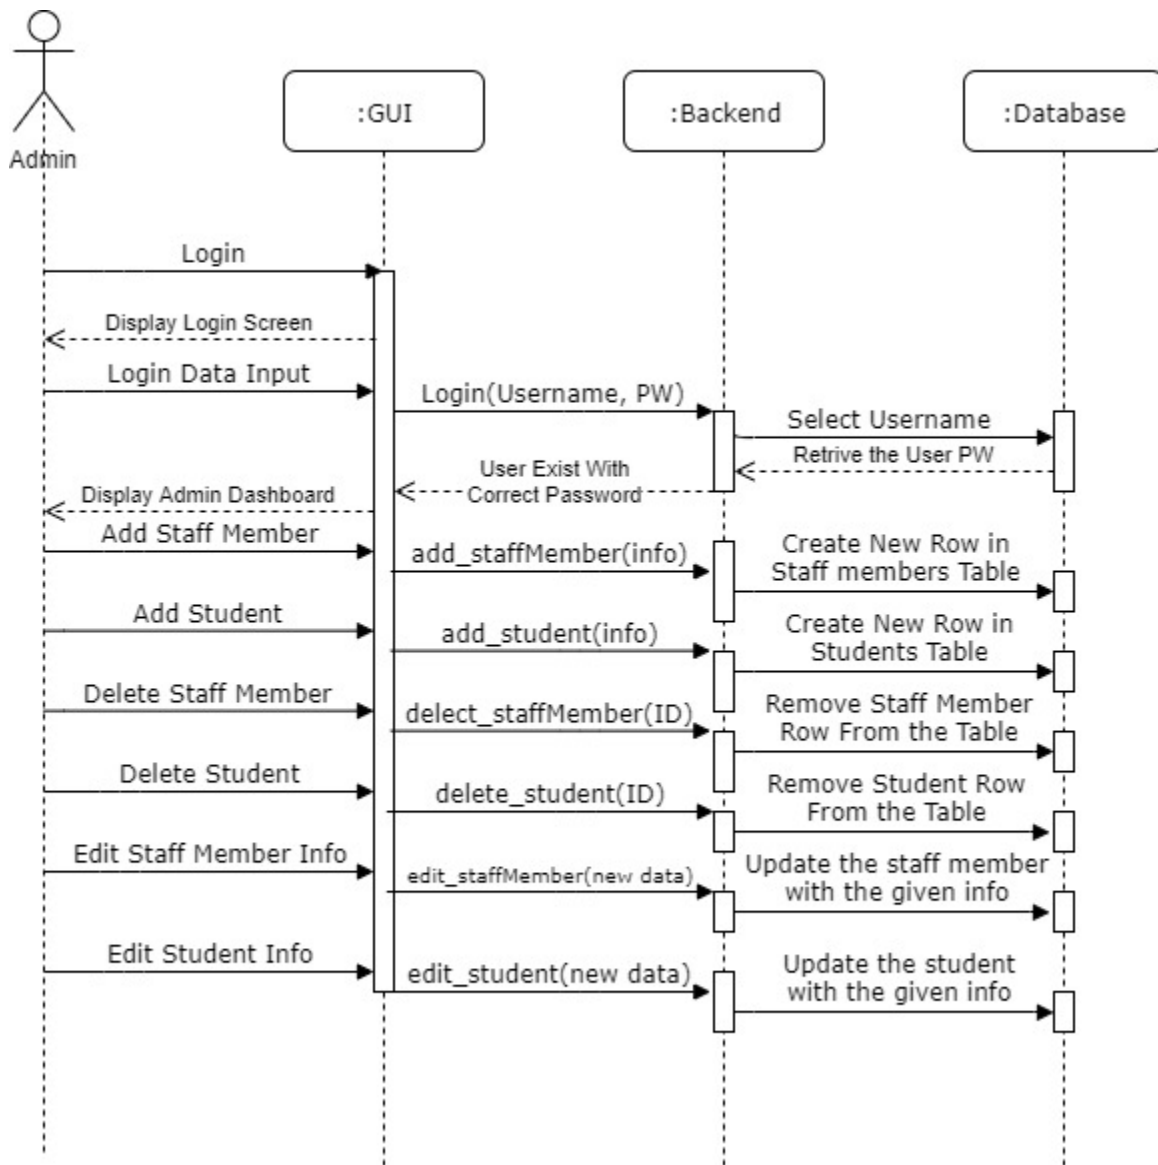 Admin
:GUI
:Backend
:Database
Login
Display Login Screen
Login Data Input
Login(Username, PW)
Select Username
Retrive the User PW
User Exist With
Correct Password
Display Admin Dashboard
Add Staff Member
add_staffMember(info)
Create New Row in
Staff members Table
Add Student
add_student(info)
Create New Row in
Students Table
Delete Staff Member
delect_staffMember(ID)
Remove Staff Member
Row From the Table
Delete Student
delete_student(ID)
Remove Student Row
From the Table
Edit Staff Member Info
edit_staffMember(new data)
Update the staff member
with the given info
Edit Student Info
edit_student(new data)
Update the student
with the given info